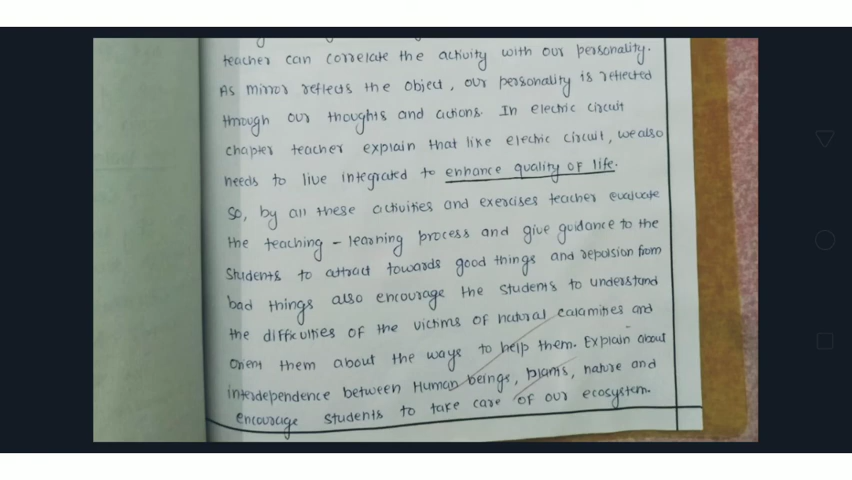 teacher can correlate the activity with our personality.
As mirror reflects the object, our personality is reflected
through our thoughts and actions. In electric circuit
chapter teacher explain that like electric circuit, we also
needs to live integrated to enhance quality of life.
So, by all these activities and exercises teacher evaluate
the teaching - learning process and give guidance to the
students to attract towards good things and repulsion from
bad things also encourage the students to understand
the difficulties of the victims of natural calamities and
orient them about the ways to help them. Explain about
interdependence between Human beings, plants, nature and
encourage students to take care of our ecosystem.